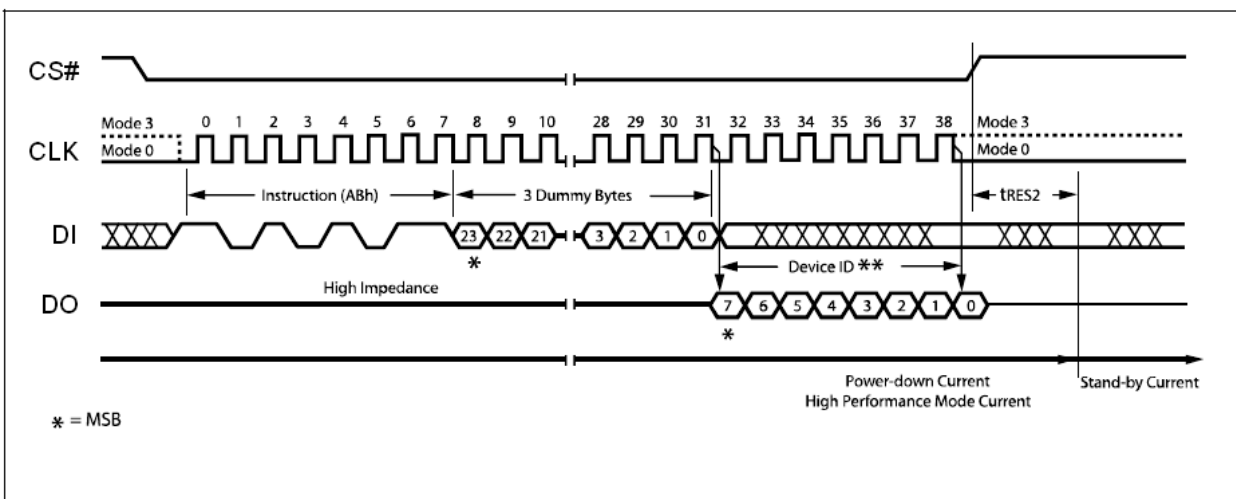 CS#
Mode 3
0 1 2 3 4 5 6 7 8 9 10 28 29 30 31 32 33 34 35 36 37 38
Mode 3
CLK
Mode 0
Mode 0
Instruction (ABh)
3 Dummy Bytes
tRES2
DI
23 22 21 3 2 1 0
*
Device ID **
High Impedance
DO
7 6 5 4 3 2 1 0
*
Power-down Current
High Performance Mode Current
Stand-by Current
* = MSB